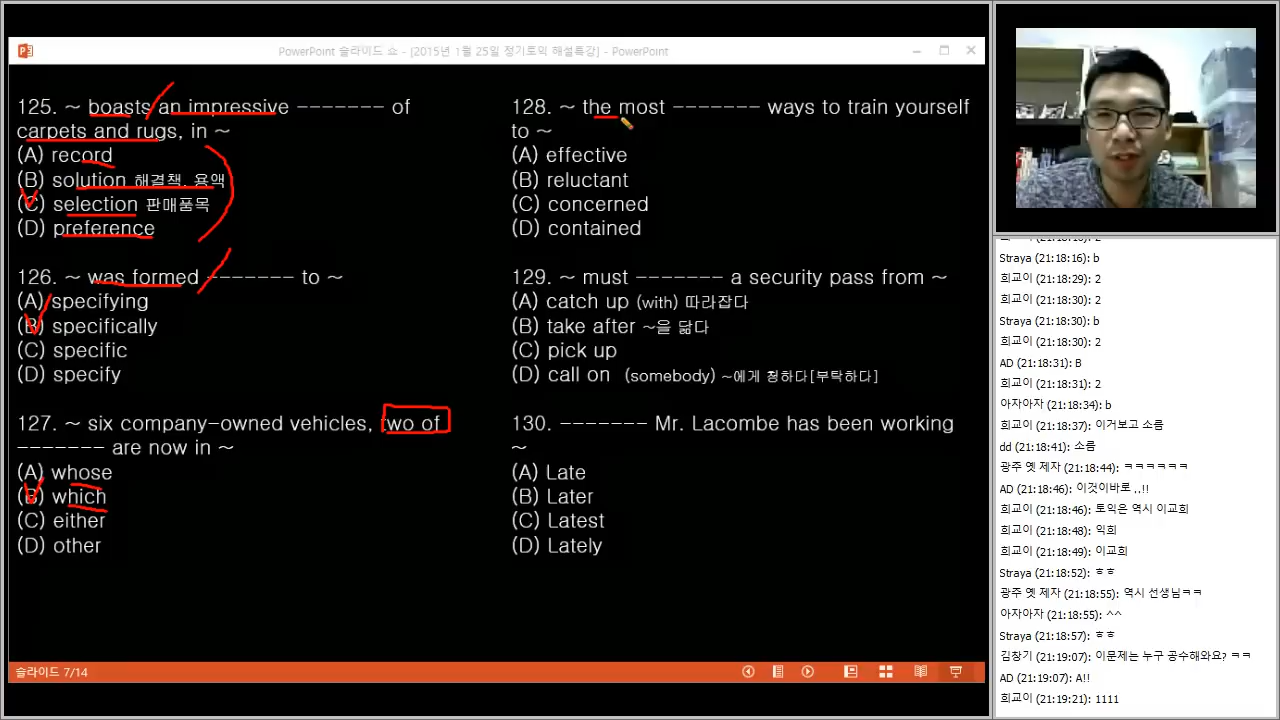 PowerPoint 슬라이드 쇼 - [2015년 1월 25일 정기토익 해설특강] - PowerPoint
125. ~ boasts an impressive ------- of
carpets and rugs, in ~
(A) record
(B) solution 해결책, 용액
(C) selection 판매품목
(D) preference
126. ~ was formed ------- to ~
(A) specifying
(B) specifically
(C) specific
(D) specify
127. ~ six company-owned vehicles, two of
------- are now in ~
(A) whose
(B) which
(C) either
(D) other
128. ~ the most ------- ways to train yourself
to ~
(A) effective
(B) reluctant
(C) concerned
(D) contained
129. ~ must ------- a security pass from ~
(A) catch up (with) 따라잡다
(B) take after ~을 닮다
(C) pick up
(D) call on (somebody) ~에게 청하다[부탁하다]
130. ------- Mr. Lacombe has been working
~
(A) Late
(B) Later
(C) Latest
(D) Lately
슬라이드 7/14
Straya (21:18:16): b
희교이 (21:18:29): 2
희교이 (21:18:30): 2
Straya (21:18:30): b
희교이 (21:18:30): 2
AD (21:18:31): B
희교이 (21:18:31): 2
아자아자 (21:18:34): b
희교이 (21:18:37): 이거보고 소름
dd (21:18:41): 소름
광주 옛 제자 (21:18:44): ㅋㅋㅋㅋㅋㅋ
AD (21:18:46): 이것이바로 ,.!!
희교이 (21:18:46): 토익은 역시 이교희
희교이 (21:18:48): 익희
희교이 (21:18:49): 이교희
Straya (21:18:52): ㅎㅎ
광주 옛 제자 (21:18:55): 역시 선생님ㅋㅋ
아자아자 (21:18:55): ^^
Straya (21:18:57): ㅎㅎ
김창기 (21:19:07): 이문제는 누구 공수해와요? ㅋㅋ
AD (21:19:07): A!!
희교이 (21:19:21): 1111